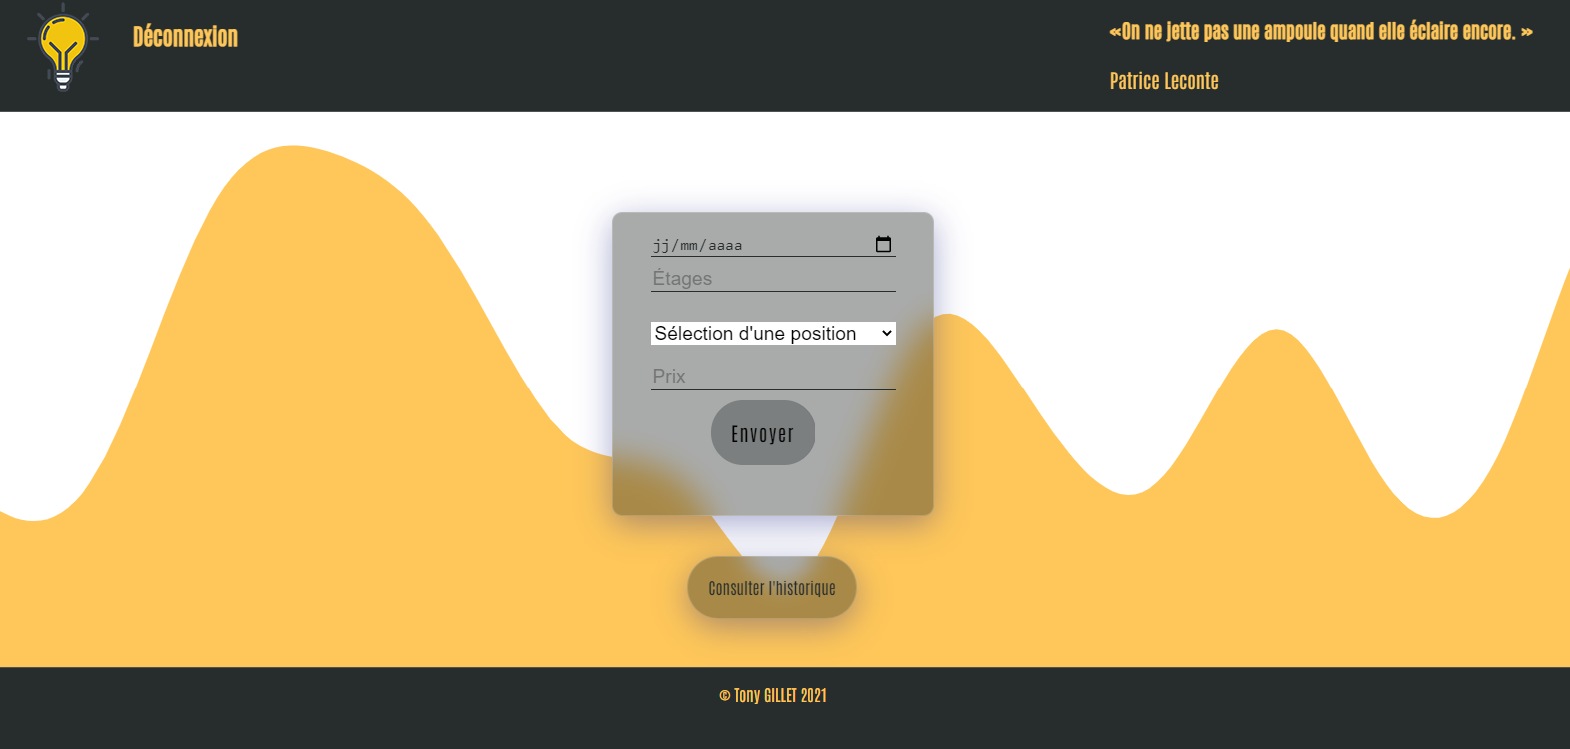 Déconnexion
«On ne jette pas une ampoule quand elle éclaire encore. »
Patrice Leconte
jj/mm/aaaa
Étages
Sélection d'une position
Prix
Envoyer
Consulter l'historique
© Tony GILLET 2021